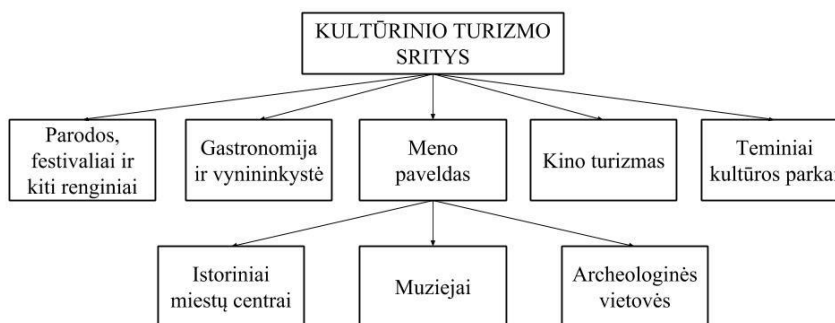 KULTŪRINIO TURIZMO
SRITYS
Parodos,
festivaliai ir
kiti renginiai
Gastronomija
ir vynininkystė
Meno
paveldas
Kino turizmas
Teminiai
kultūros parkai
Istoriniai
miestų centrai
Muziejai
Archeologinės
vietovės